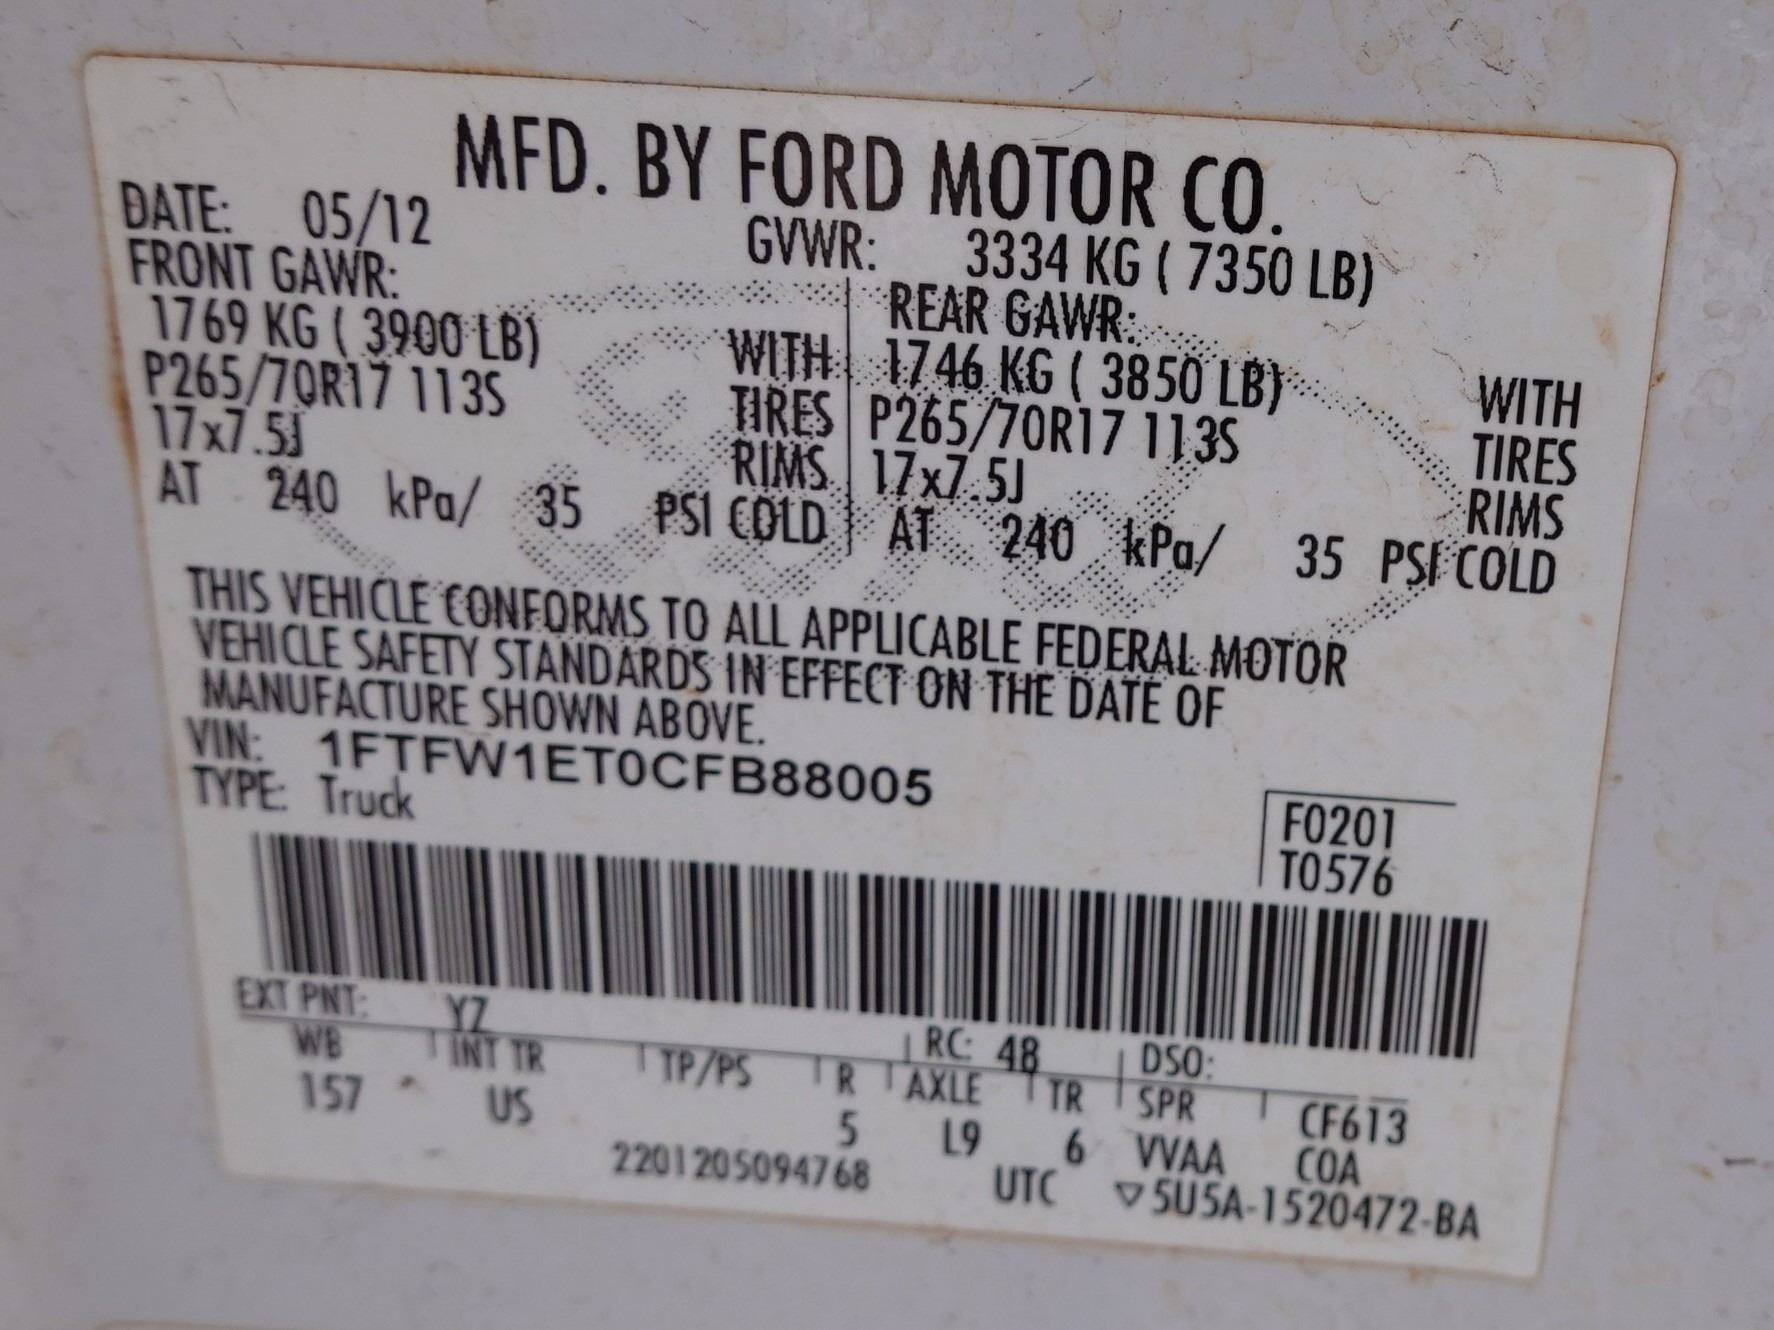 MFD. BY FORD MOTOR CO.
DATE: 05/12 GVWR: 3334 KG ( 7350 LB)
FRONT GAWR: REAR GAWR:
1769 KG ( 3900 LB) WITH 1746 KG ( 3850 LB) WITH
P265/70R17 113S TIRES P265/70R17 113S TIRES
17x7.5J RIMS 17x7.5J RIMS
AT 240 kPa/ 35 PSI COLD AT 240 kPa/ 35 PSI COLD
THIS VEHICLE CONFORMS TO ALL APPLICABLE FEDERAL MOTOR
VEHICLE SAFETY STANDARDS IN EFFECT ON THE DATE OF
MANUFACTURE SHOWN ABOVE.
VIN: 1FTFW1ET0CFB88005
TYPE: Truck
F0201
T0576
EXT PNT: YZ RC: 48 DSO:
WB INT TR TP/PS R AXLE TR SPR CF613
157 US 5 L9 6 VVAA COA
2201205094768 UTC ▽5U5A-1520472-BA